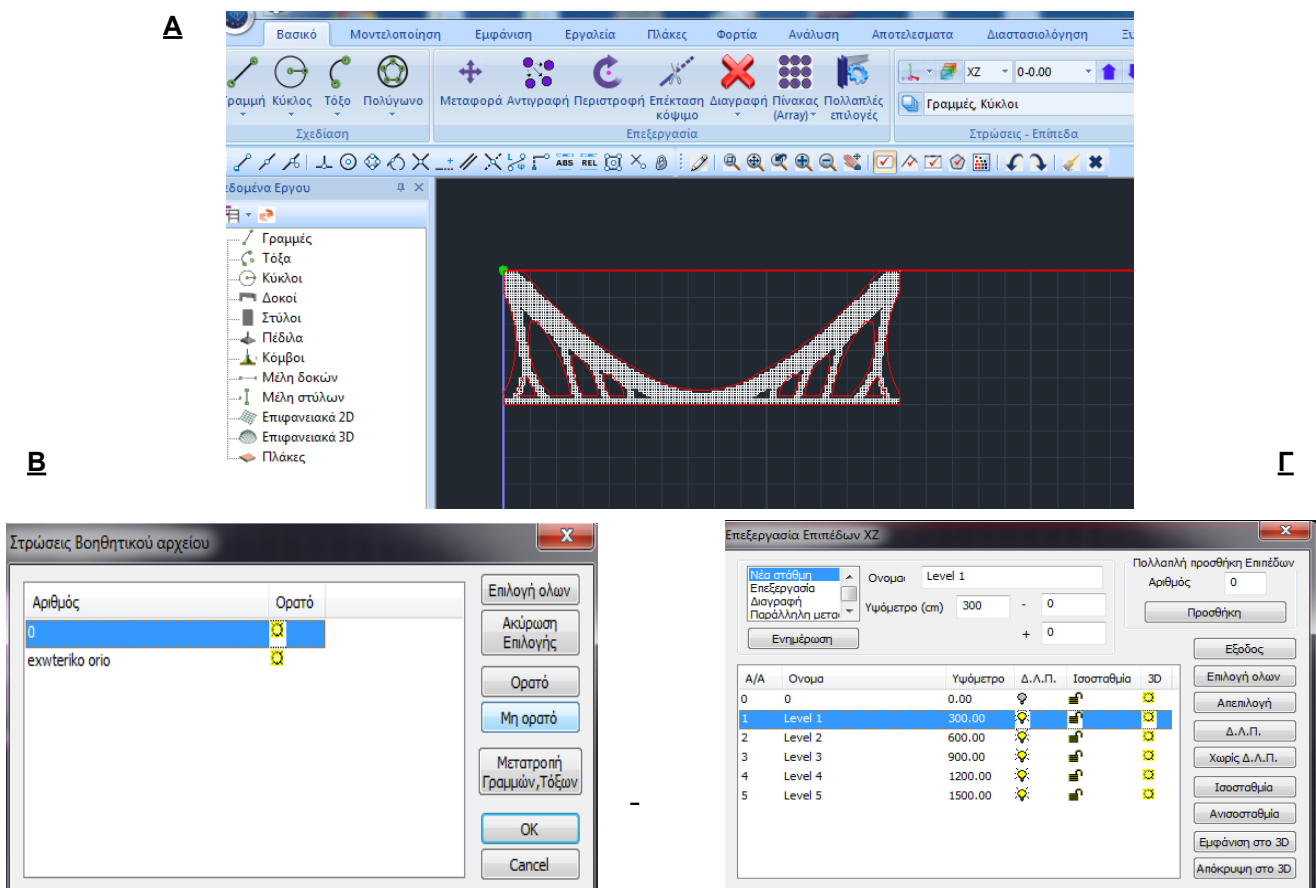 Α
Βασικό Μοντελοποίηση Εμφάνιση Εργαλεία Πλάκες Φορτία Ανάλυση Αποτελεσματα Διαστασιολόγηση Ξυ
ραμμή Κύκλος Τόξο Πολύγωνο Μεταφορά Αντιγραφή Περιστροφή Επέκταση κόψιμο Διαγραφή Πίνακας (Array) Πολλαπλές επιλογές
XZ 0-0.00
Γραμμές, Κύκλοι
Σχεδίαση Επεξεργασία Στρώσεις - Επίπεδα
ABS REL
εδομένα Εργου
Γραμμές
Τόξα
Κύκλοι
Δοκοί
Στύλοι
Πέδιλα
Κόμβοι
Μέλη δοκών
Μέλη στύλων
Επιφανειακά 2D
Επιφανειακά 3D
Πλάκες
Β
Γ
Στρώσεις Βοηθητικού αρχείου
Αριθμός Ορατό
0
exwteriko orio
Επιλογή ολων
Ακύρωση
Επιλογής
Ορατό
Μη ορατό
Μετατροπή
Γραμμών,Τόξων
OK
Cancel
-
Επεξεργασία Επιπέδων XZ
Νέα στάθμη
Επεξεργασία
Διαγραφή
Παράλληλη μετα
Ενημέρωση
Ονομα Level 1
Υψόμετρο (cm) 300 - 0
+ 0
Πολλαπλή προσθήκη Επιπέδων
Αριθμός 0
Προσθήκη
Α/Α Ονομα Υψόμετρο Δ.Λ.Π. Ισοσταθμία 3D
0 0 0.00
1 Level 1 300.00
2 Level 2 600.00
3 Level 3 900.00
4 Level 4 1200.00
5 Level 5 1500.00
Εξοδος
Επιλογή ολων
Απεπιλογή
Δ.Λ.Π.
Χωρίς Δ.Λ.Π.
Ισοσταθμία
Ανισοσταθμία
Εμφάνιση στο 3D
Απόκρυψη στο 3D